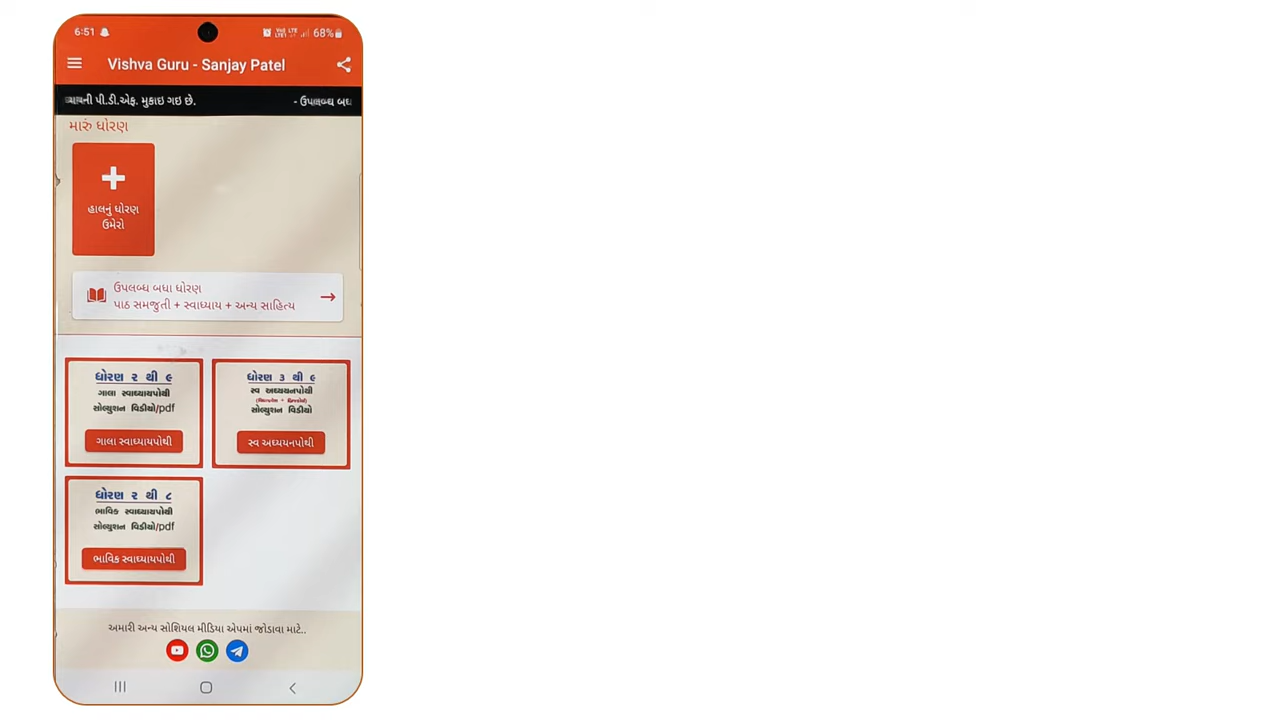 6:51
68%
Vishva Guru - Sanjay Patel
પી.ડી.એફ. મુકાઇ ગઇ છે. - ઉપલબ્ધ બધ
મારું ધોરણ
હાલનું ધોરણ
ઉમેરો
ઉપલબ્ધ બધા ધોરણ
પાઠ સમજુતી + સ્વાધ્યાય + અન્ય સાહિત્ય
ધોરણ ૨ થી ૯
ગાલા સ્વાધ્યાયપોથી
સોલ્યુશન વિડીયો/pdf
ગાલા સ્વાધ્યાયપોથી
ધોરણ ૩ થી ૯
સ્વ અધ્યયનપોથી
સોલ્યુશન વિડીયો
સ્વ અધ્યયનપોથી
ધોરણ ૨ થી ૮
ભાવિક સ્વાધ્યાયપોથી
સોલ્યુશન વિડીયો/pdf
ભાવિક સ્વાધ્યાયપોથી
અમારી અન્ય સોશિયલ મીડિયા એપમાં જોડાવા માટે..